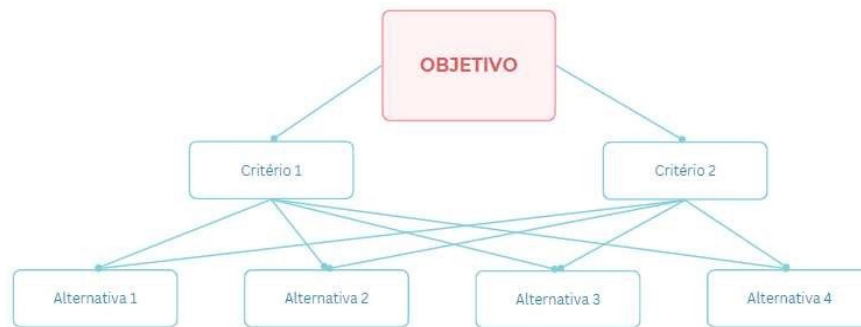 OBJETIVO
Critério 1
Critério 2
Alternativa 1
Alternativa 2
Alternativa 3
Alternativa 4